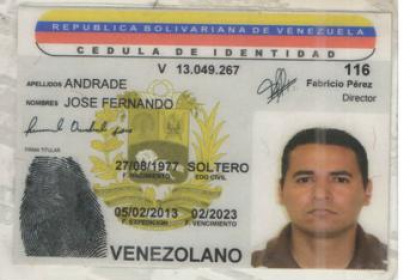 REPUBLICA BOLIVARIANA DE VENEZUELA
CEDULA DE IDENTIDAD
V 13.049.267
116
APELLIDOS ANDRADE
Fabricio Pérez
Director
NOMBRES JOSE FERNANDO
FIRMA TITULAR
27/08/1977 SOLTERO
F. NACIMIENTO EDO CIVIL
05/02/2013 02/2023
F. EXPEDICION F. VENCIMIENTO
VENEZOLANO